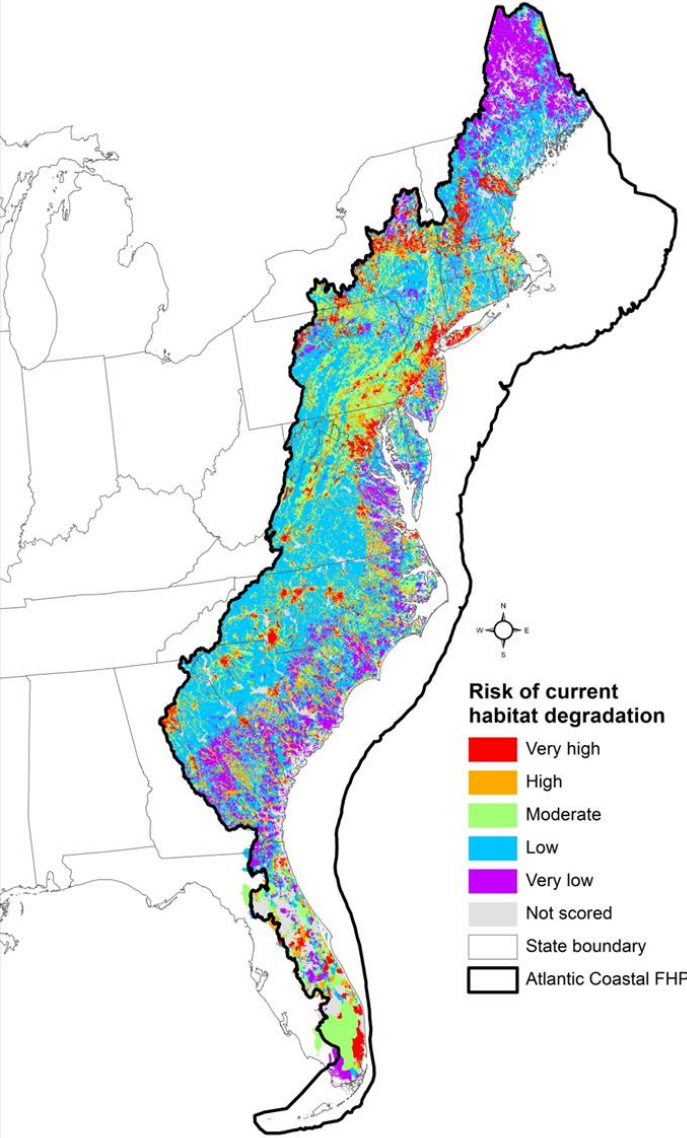 N
W E
S
Risk of current
habitat degradation
Very high
High
Moderate
Low
Very low
Not scored
State boundary
Atlantic Coastal FHP